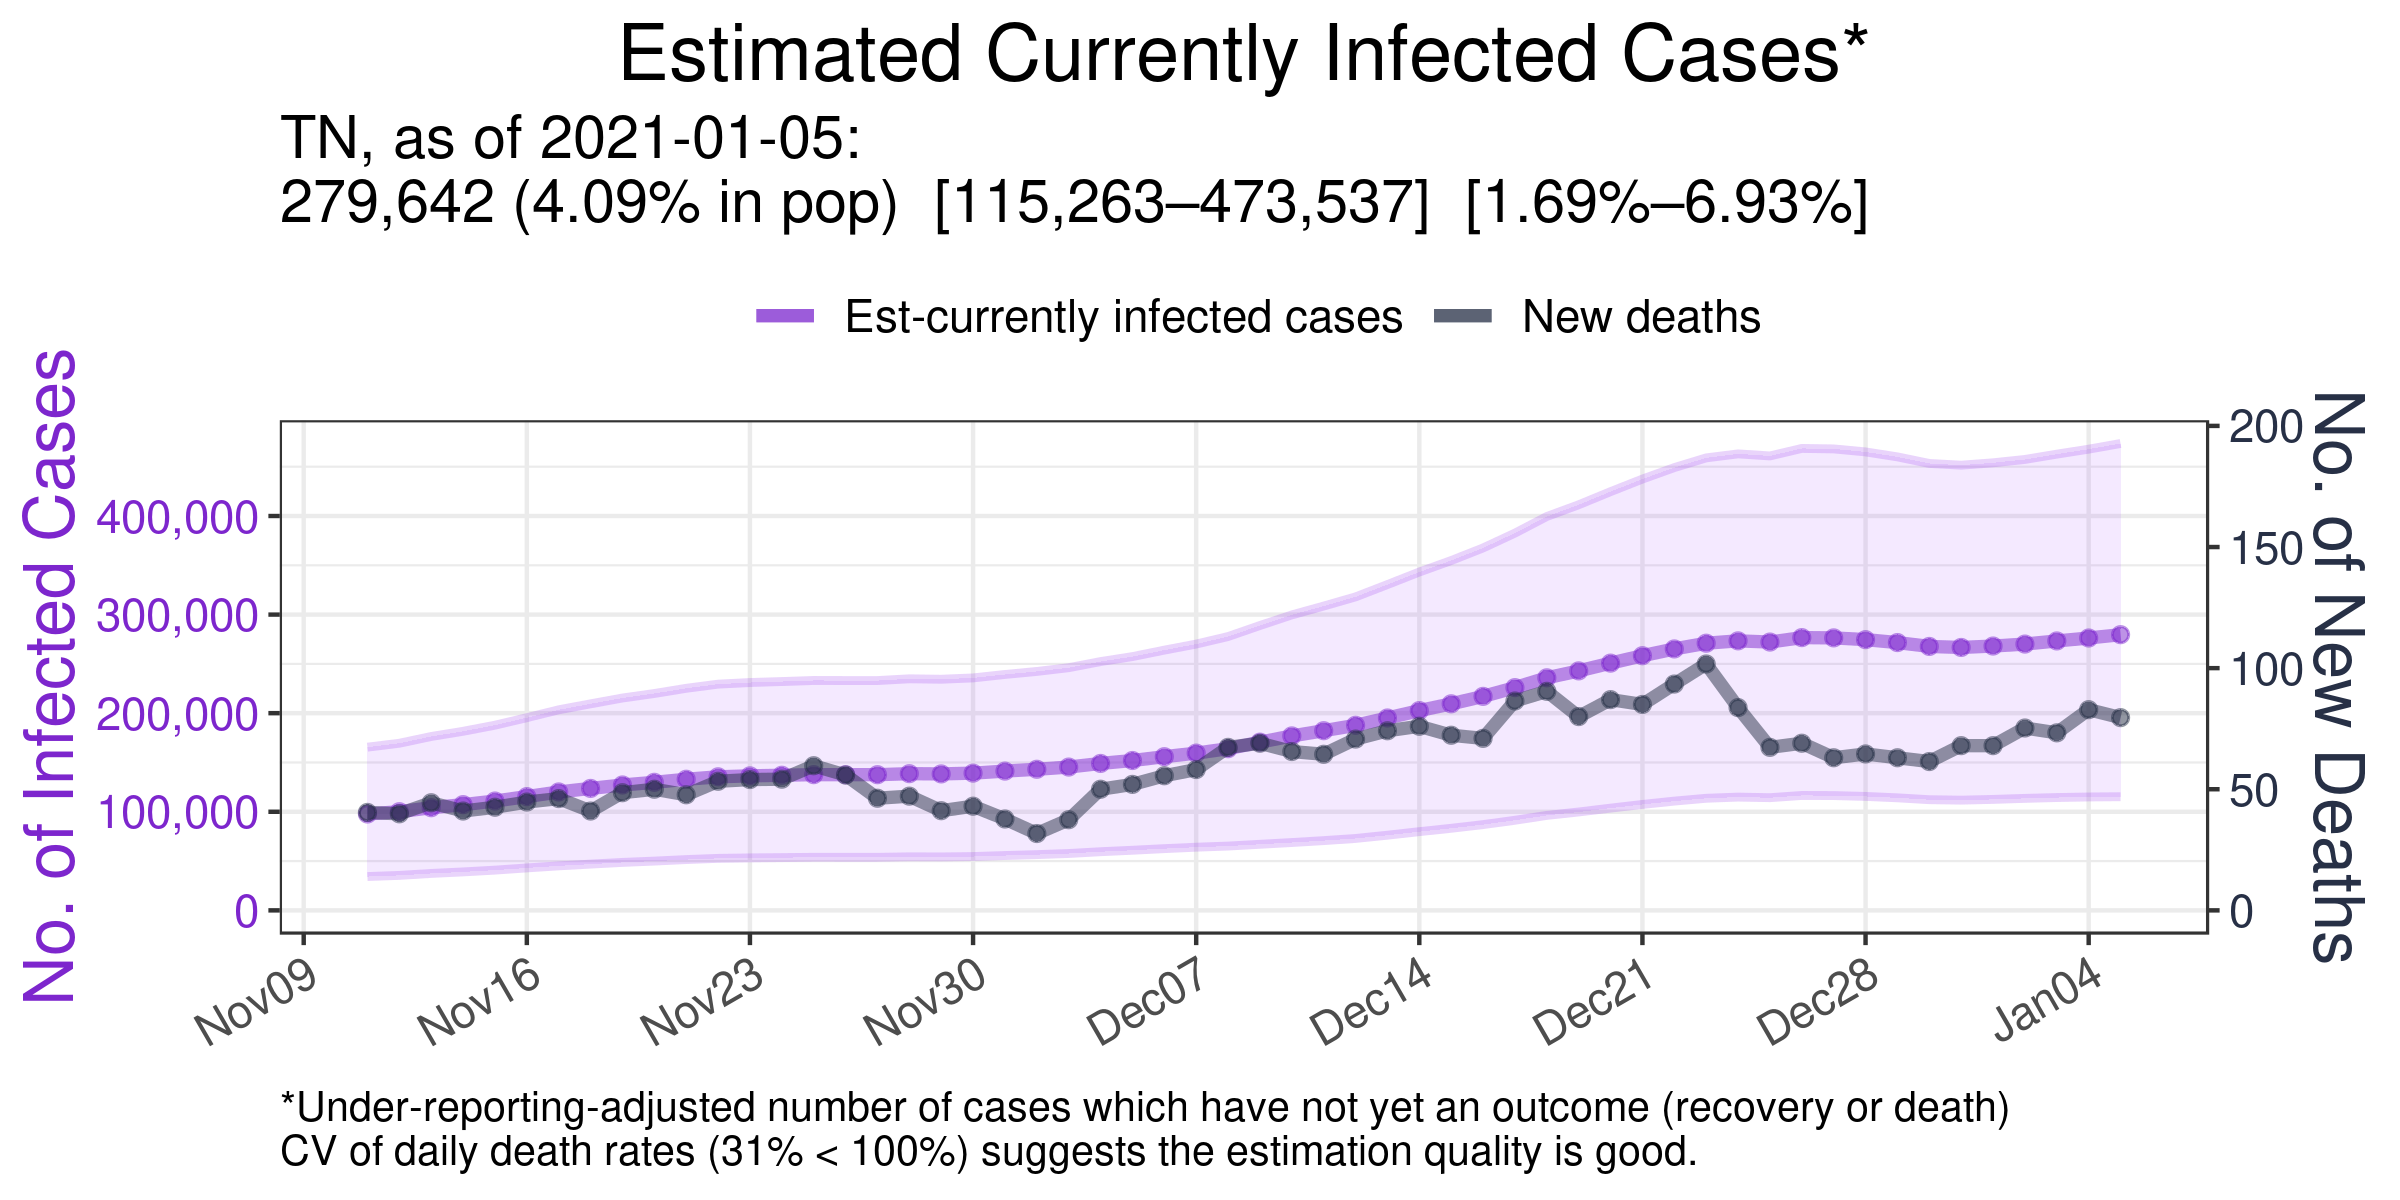 Estimated Currently Infected Cases*
TN, as of 2021-01-05:
279,642 (4.09% in pop)  [115,263–473,537]  [1.69%–6.93%]
Est-currently infected cases
New deaths
No. of Infected Cases
400,000
300,000
200,000
100,000
0
200
150
100
50
0
No. of New Deaths
Nov09
Nov16
Nov23
Nov30
Dec07
Dec14
Dec21
Dec28
Jan04
*Under-reporting-adjusted number of cases which have not yet an outcome (recovery or death)
CV of daily death rates (31% < 100%) suggests the estimation quality is good.